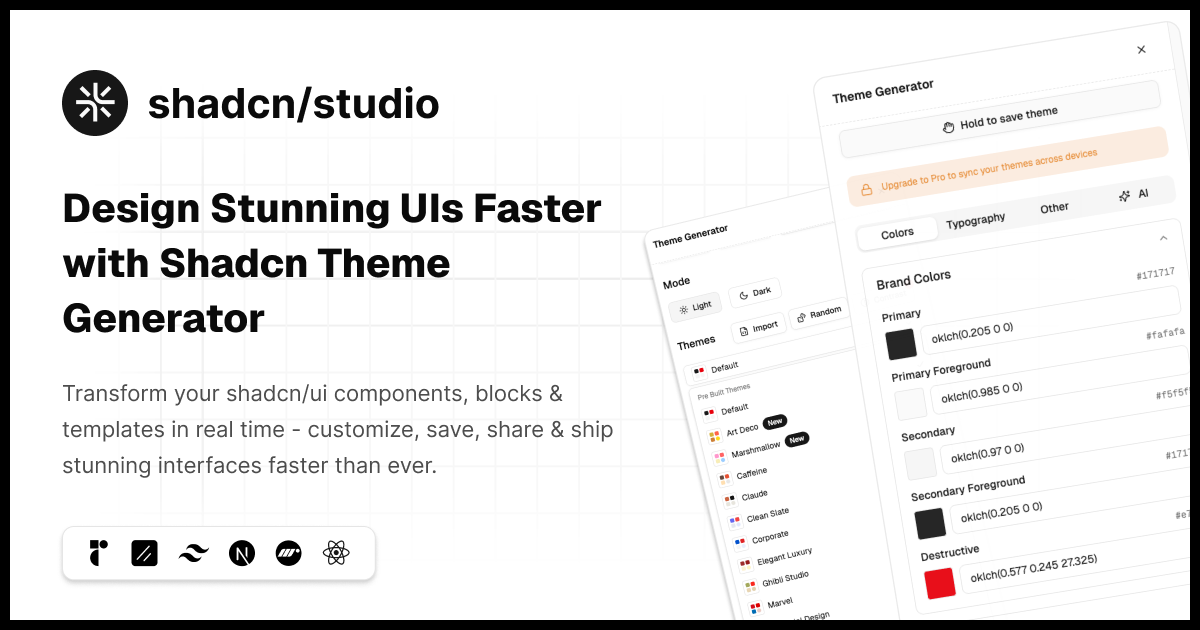 shadcn/studio
Design Stunning UIs Faster
with Shadcn Theme
Generator
Transform your shadcn/ui components, blocks &
templates in real time - customize, save, share & ship
stunning interfaces faster than ever.
Theme Generator
Mode
Light
Dark
Themes
Import
Random
Default
Pre Built Themes
Default
Art Deco New
Marshmallow New
Caffeine
Claude
Clean Slate
Corporate
Elegant Luxury
Ghibli Studio
Marvel
Design
Theme Generator
Hold to save theme
Upgrade to Pro to sync your themes across devices
Colors
Typography
Other
AI
Brand Colors
Primary
#171717
oklch(0.205 0 0)
Primary Foreground
#fafafa
oklch(0.985 0 0)
Secondary
#f5f5f
oklch(0.97 0 0)
Secondary Foreground
#171
oklch(0.205 0 0)
Destructive
#e7
oklch(0.577 0.245 27.325)